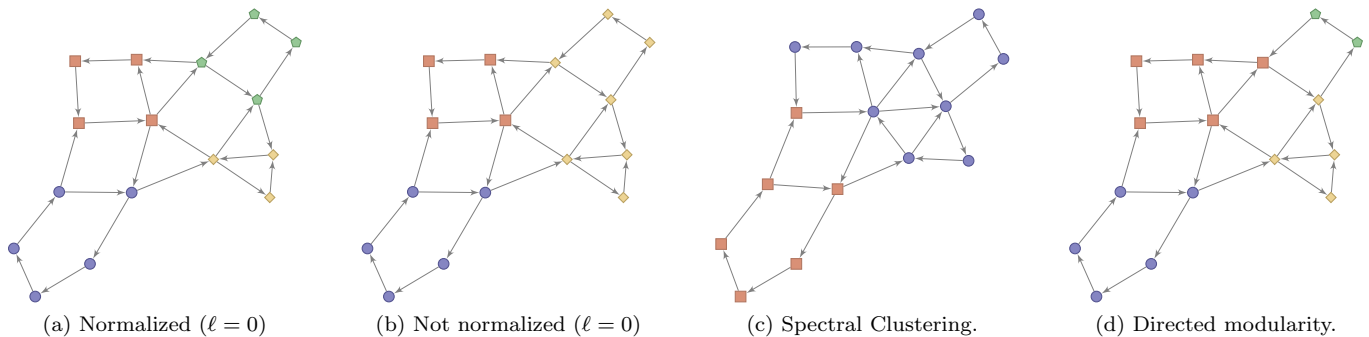 (a) Normalized (ℓ = 0)
(b) Not normalized (ℓ = 0)
(c) Spectral Clustering.
(d) Directed modularity.